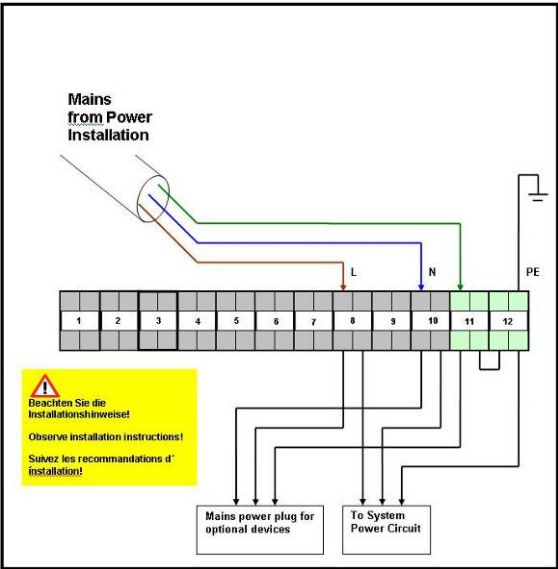 Mains
from Power
Installation
L
N
PE
1 2 3 4 5 6 7 8 9 10 11 12
Beachten Sie die
Installationshinweise!
Observe installation instructions!
Suivez les recommandations d´
installation!
Mains power plug for
optional devices
To System
Power Circuit